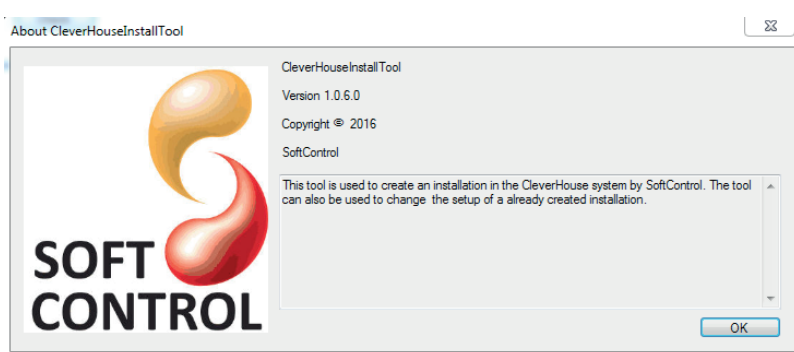 About CleverHouseInstallTool
CleverHouseInstallTool
Version 1.0.6.0
Copyright © 2016
SoftControl
This tool is used to create an installation in the CleverHouse system by SoftControl. The tool
can also be used to change the setup of a already created installation.
SOFT
CONTROL
OK